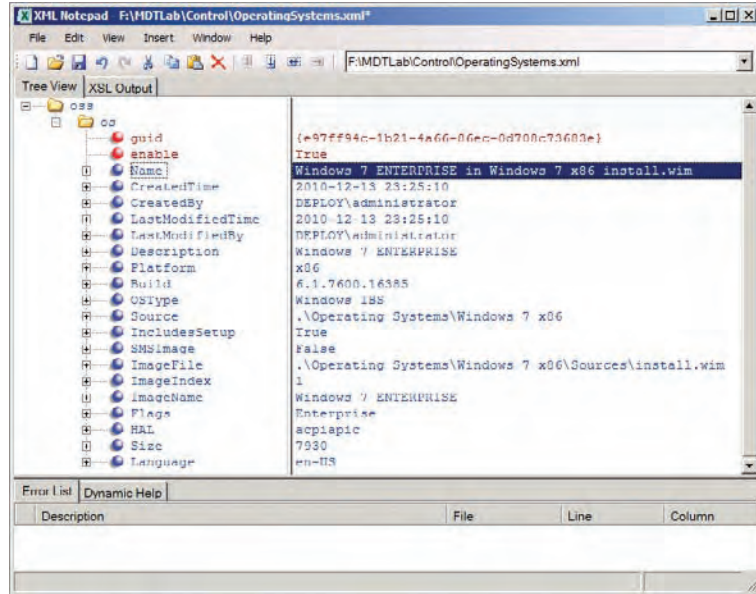 XML Notepad - F:\MDTLab\Control\OperatingSystems.xml*
File Edit View Insert Window Help
F:\MDTLab\Control\OperatingSystems.xml
Tree View XSL Output
oss
os
guid {e97ff94c-1b21-4a66-86ec-0d708c73683e}
enable True
Name Windows 7 ENTERPRISE in Windows 7 x86 install.wim
CreatedTime 2010-12-13 23:25:10
CreatedBy DEPLOY\administrator
LastModifiedTime 2010-12-13 23:25:10
LastModifiedBy DEPLOY\administrator
Description Windows 7 ENTERPRISE
Platform x86
Build 6.1.7600.16385
OSType Windows IBS
Source .\Operating Systems\Windows 7 x86
IncludesSetup True
SMSImage False
ImageFile .\Operating Systems\Windows 7 x86\Sources\install.wim
ImageIndex 1
ImageName Windows 7 ENTERPRISE
Flags Enterprise
HAL acpiapic
Size 7930
Language en-US
Error List Dynamic Help
Description File Line Column